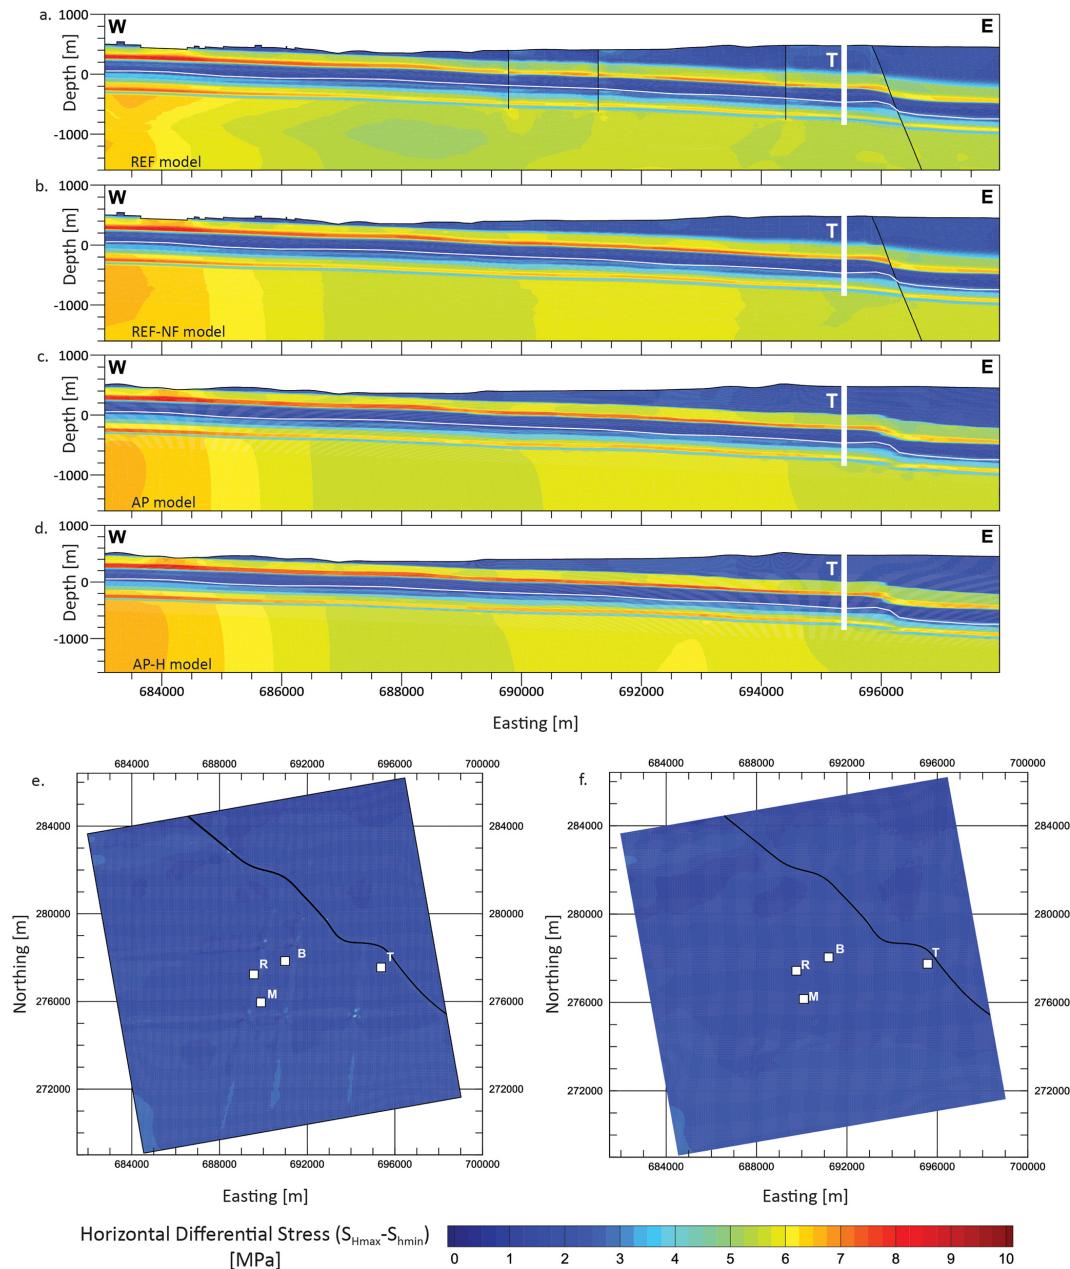 a.
1000
W
E
T
0
Depth [m]
-1000
REF model
b.
1000
W
E
T
0
Depth [m]
-1000
REF-NF model
c.
1000
W
E
T
0
Depth [m]
-1000
AP model
d.
1000
W
E
T
0
Depth [m]
-1000
AP-H model
684000 686000 688000 690000 692000 694000 696000
Easting [m]
e.
684000 688000 692000 696000 700000
284000 284000
280000 280000
276000 276000
272000 272000
Northing [m]
R
B
T
M
684000 688000 692000 696000 700000
Easting [m]
f.
684000 688000 692000 696000 700000
284000 284000
280000 280000
276000 276000
272000 272000
Northing [m]
R
B
T
M
684000 688000 692000 696000 700000
Easting [m]
Horizontal Differential Stress (SHmax-Shmin)
[MPa]
0 1 2 3 4 5 6 7 8 9 10